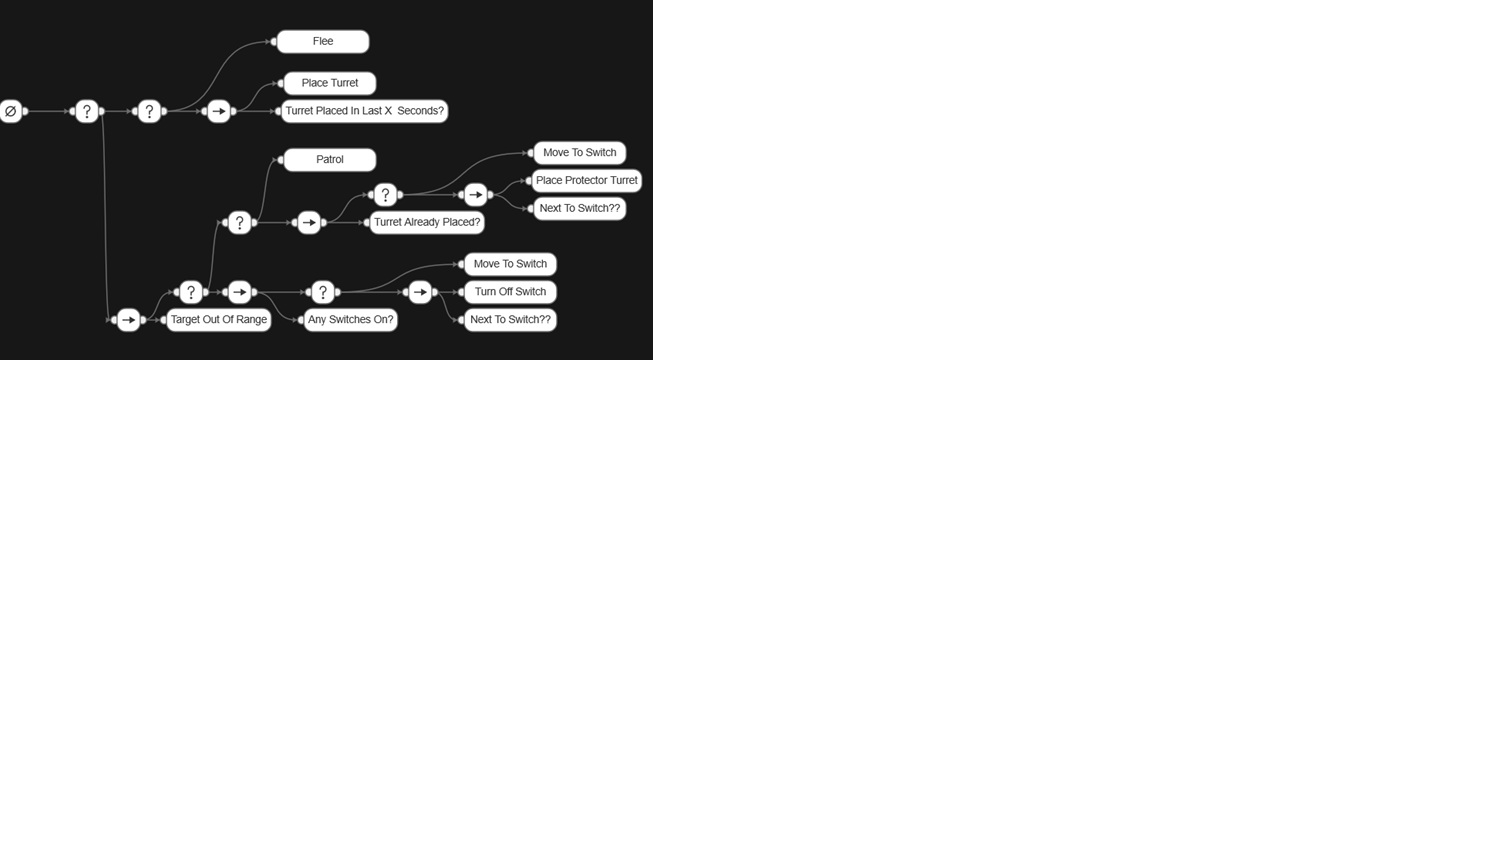 Flee
Place Turret
∅
?
?
→
Turret Placed In Last X Seconds?
Move To Switch
Patrol
Place Protector Turret
?
→
Next To Switch??
?
→
Turret Already Placed?
Move To Switch
?
→
?
→
Turn Off Switch
→
Target Out Of Range
Any Switches On?
Next To Switch??